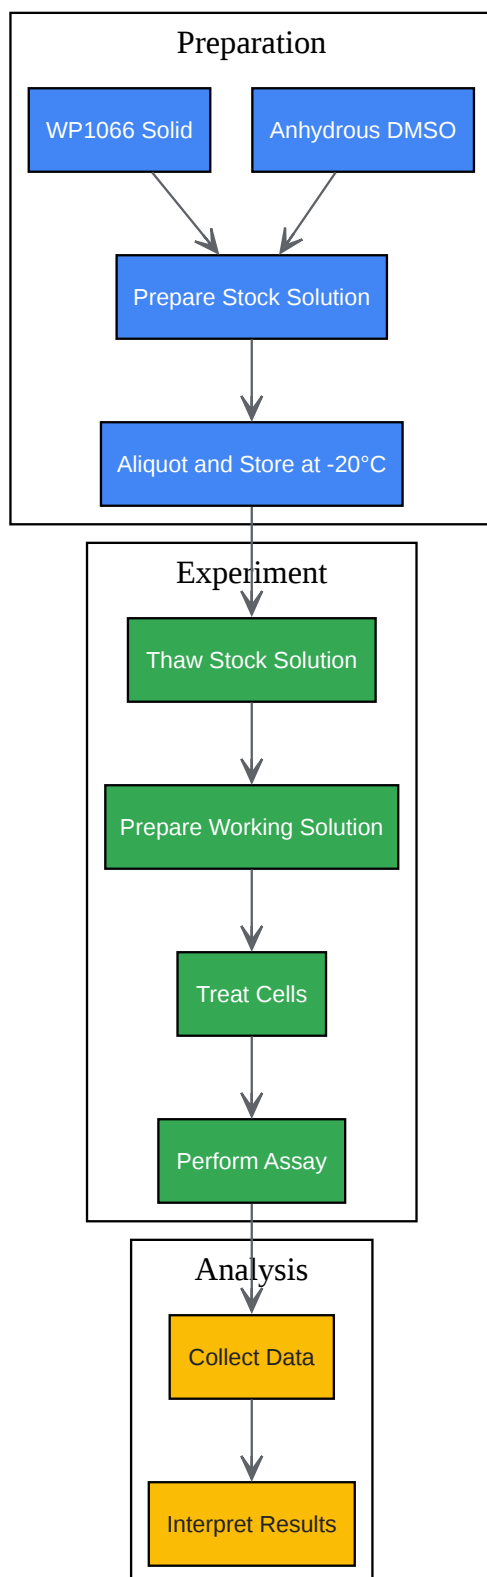 Preparation
WP1066 Solid
Anhydrous DMSO
Prepare Stock Solution
Aliquot and Store at -20°C
Experiment
Thaw Stock Solution
Prepare Working Solution
Treat Cells
Perform Assay
Analysis
Collect Data
Interpret Results